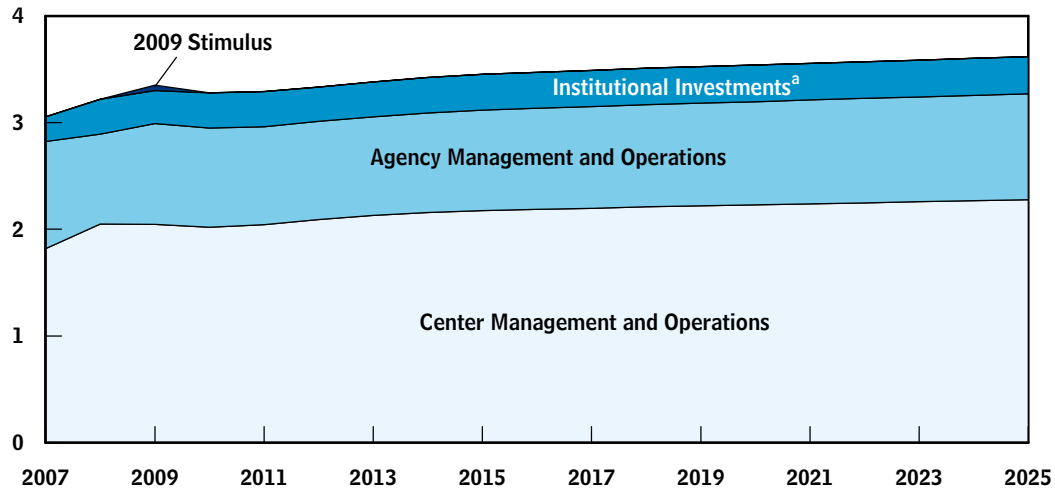 4
2009 Stimulus
Institutional Investmentsa
3
Agency Management and Operations
2
Center Management and Operations
1
0
2007 2009 2011 2013 2015 2017 2019 2021 2023 2025